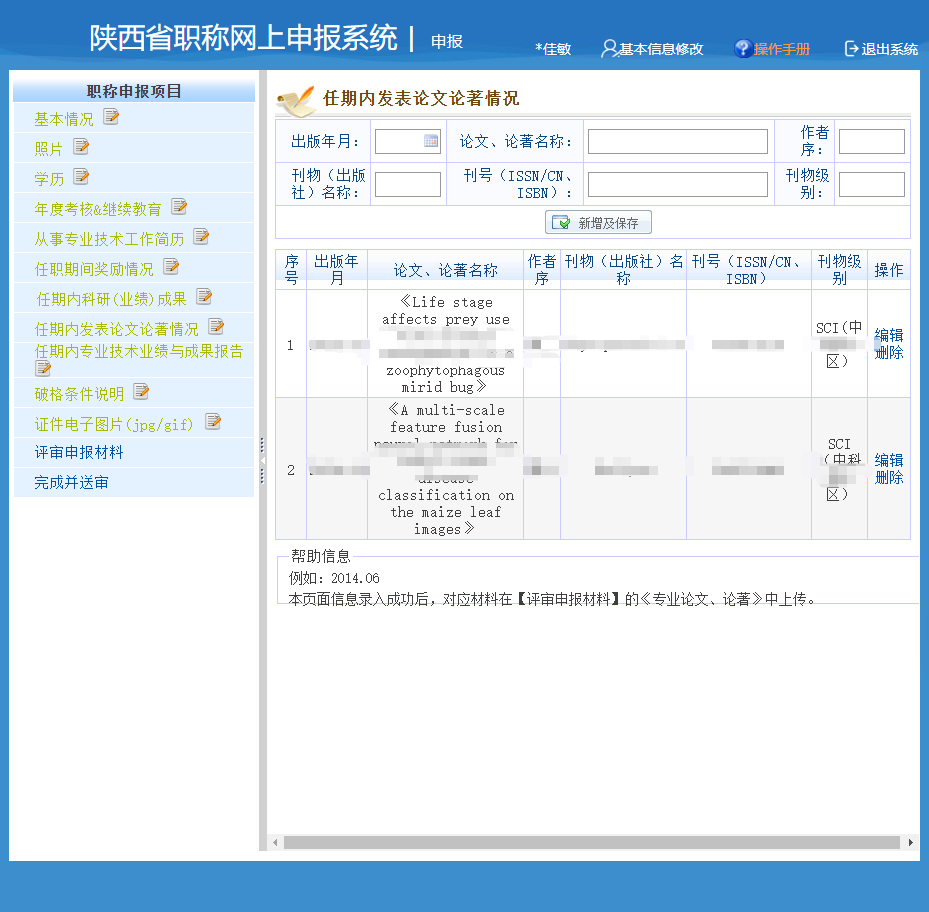 陕西省职称网上申报系统 | 申报
*佳敏
基本信息修改
操作手册
退出系统
职称申报项目
基本情况
照片
学历
年度考核&继续教育
从事专业技术工作简历
任职期间奖励情况
任期内科研(业绩)成果
任期内发表论文论著情况
任期内专业技术业绩与成果报告
破格条件说明
证件电子图片(jpg/gif)
评审申报材料
完成并送审
任期内发表论文论著情况
出版年月：
论文、论著名称：
作者
序：
刊物（出版
社）名称：
刊号（ISSN/CN、
ISBN）：
刊物级
别：
新增及保存
序
号
出版年
月
论文、论著名称
作者
序
刊物（出版社）名
称
刊号（ISSN/CN、
ISBN）
刊物级
别
操作
1
《Life stage
affects prey use
zoophytophagous
mirid bug》
SCI(中
区）
编辑
删除
2
《A multi-scale
feature fusion
neural network for
disease
classification on
the maize leaf
images》
SCI
（中科
区）
编辑
删除
帮助信息
例如：2014.06
本页面信息录入成功后，对应材料在【评审申报材料】的《专业论文、论著》中上传。